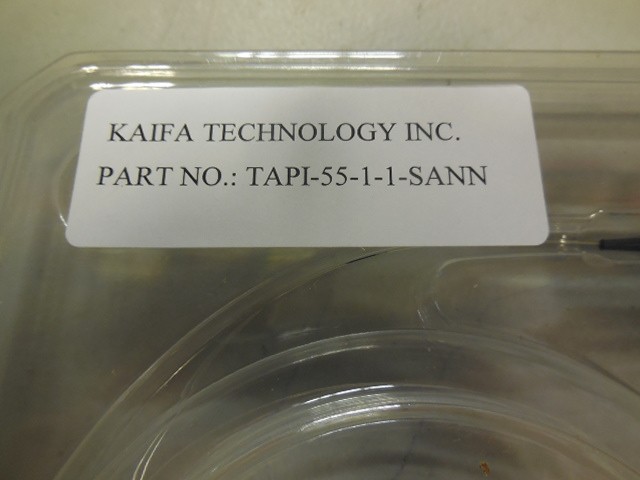 KAIFA TECHNOLOGY INC.
PART NO.: TAPI-55-1-1-SANN